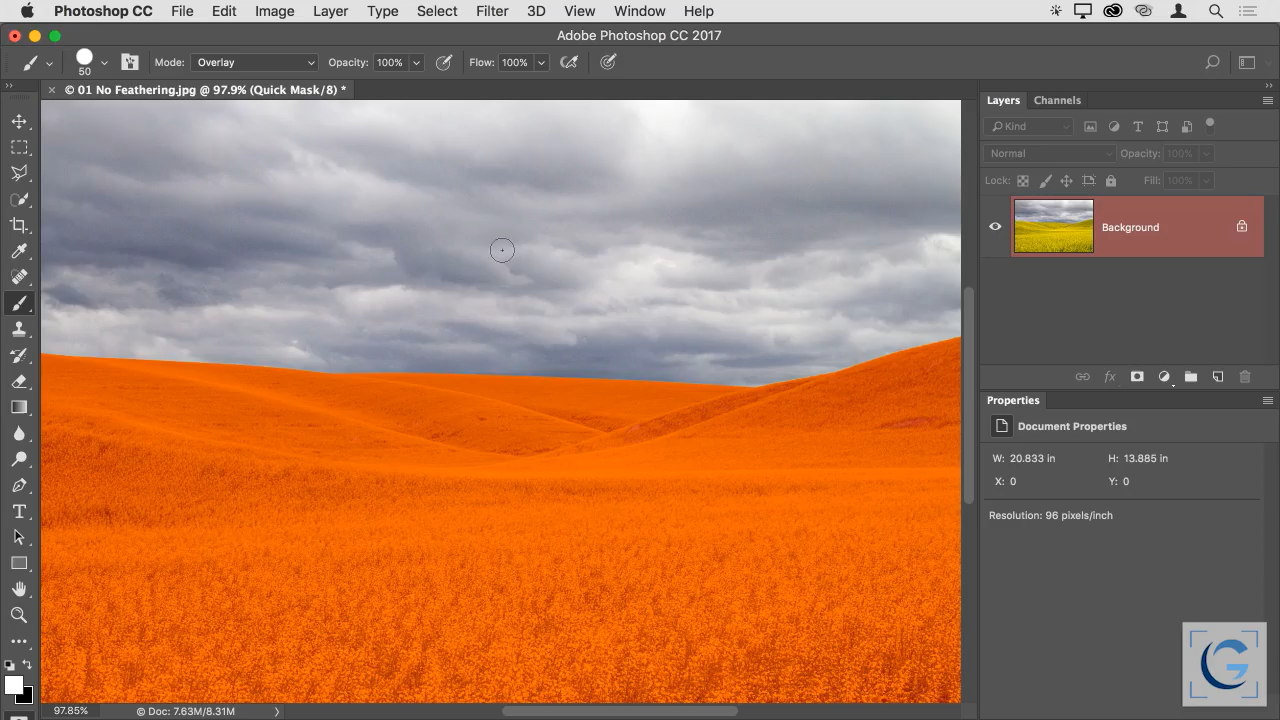 Photoshop CC File Edit Image Layer Type Select Filter 3D View Window Help
Adobe Photoshop CC 2017
50 Mode: Overlay Opacity: 100% Flow: 100%
© 01 No Feathering.jpg @ 97.9% (Quick Mask/8) *
Layers Channels
Kind
Normal Opacity: 100%
Lock: Fill: 100%
Background
Properties
Document Properties
W: 20.833 in H: 13.885 in
X: 0 Y: 0
Resolution: 96 pixels/inch
97.85% © Doc: 7.63M/8.31M